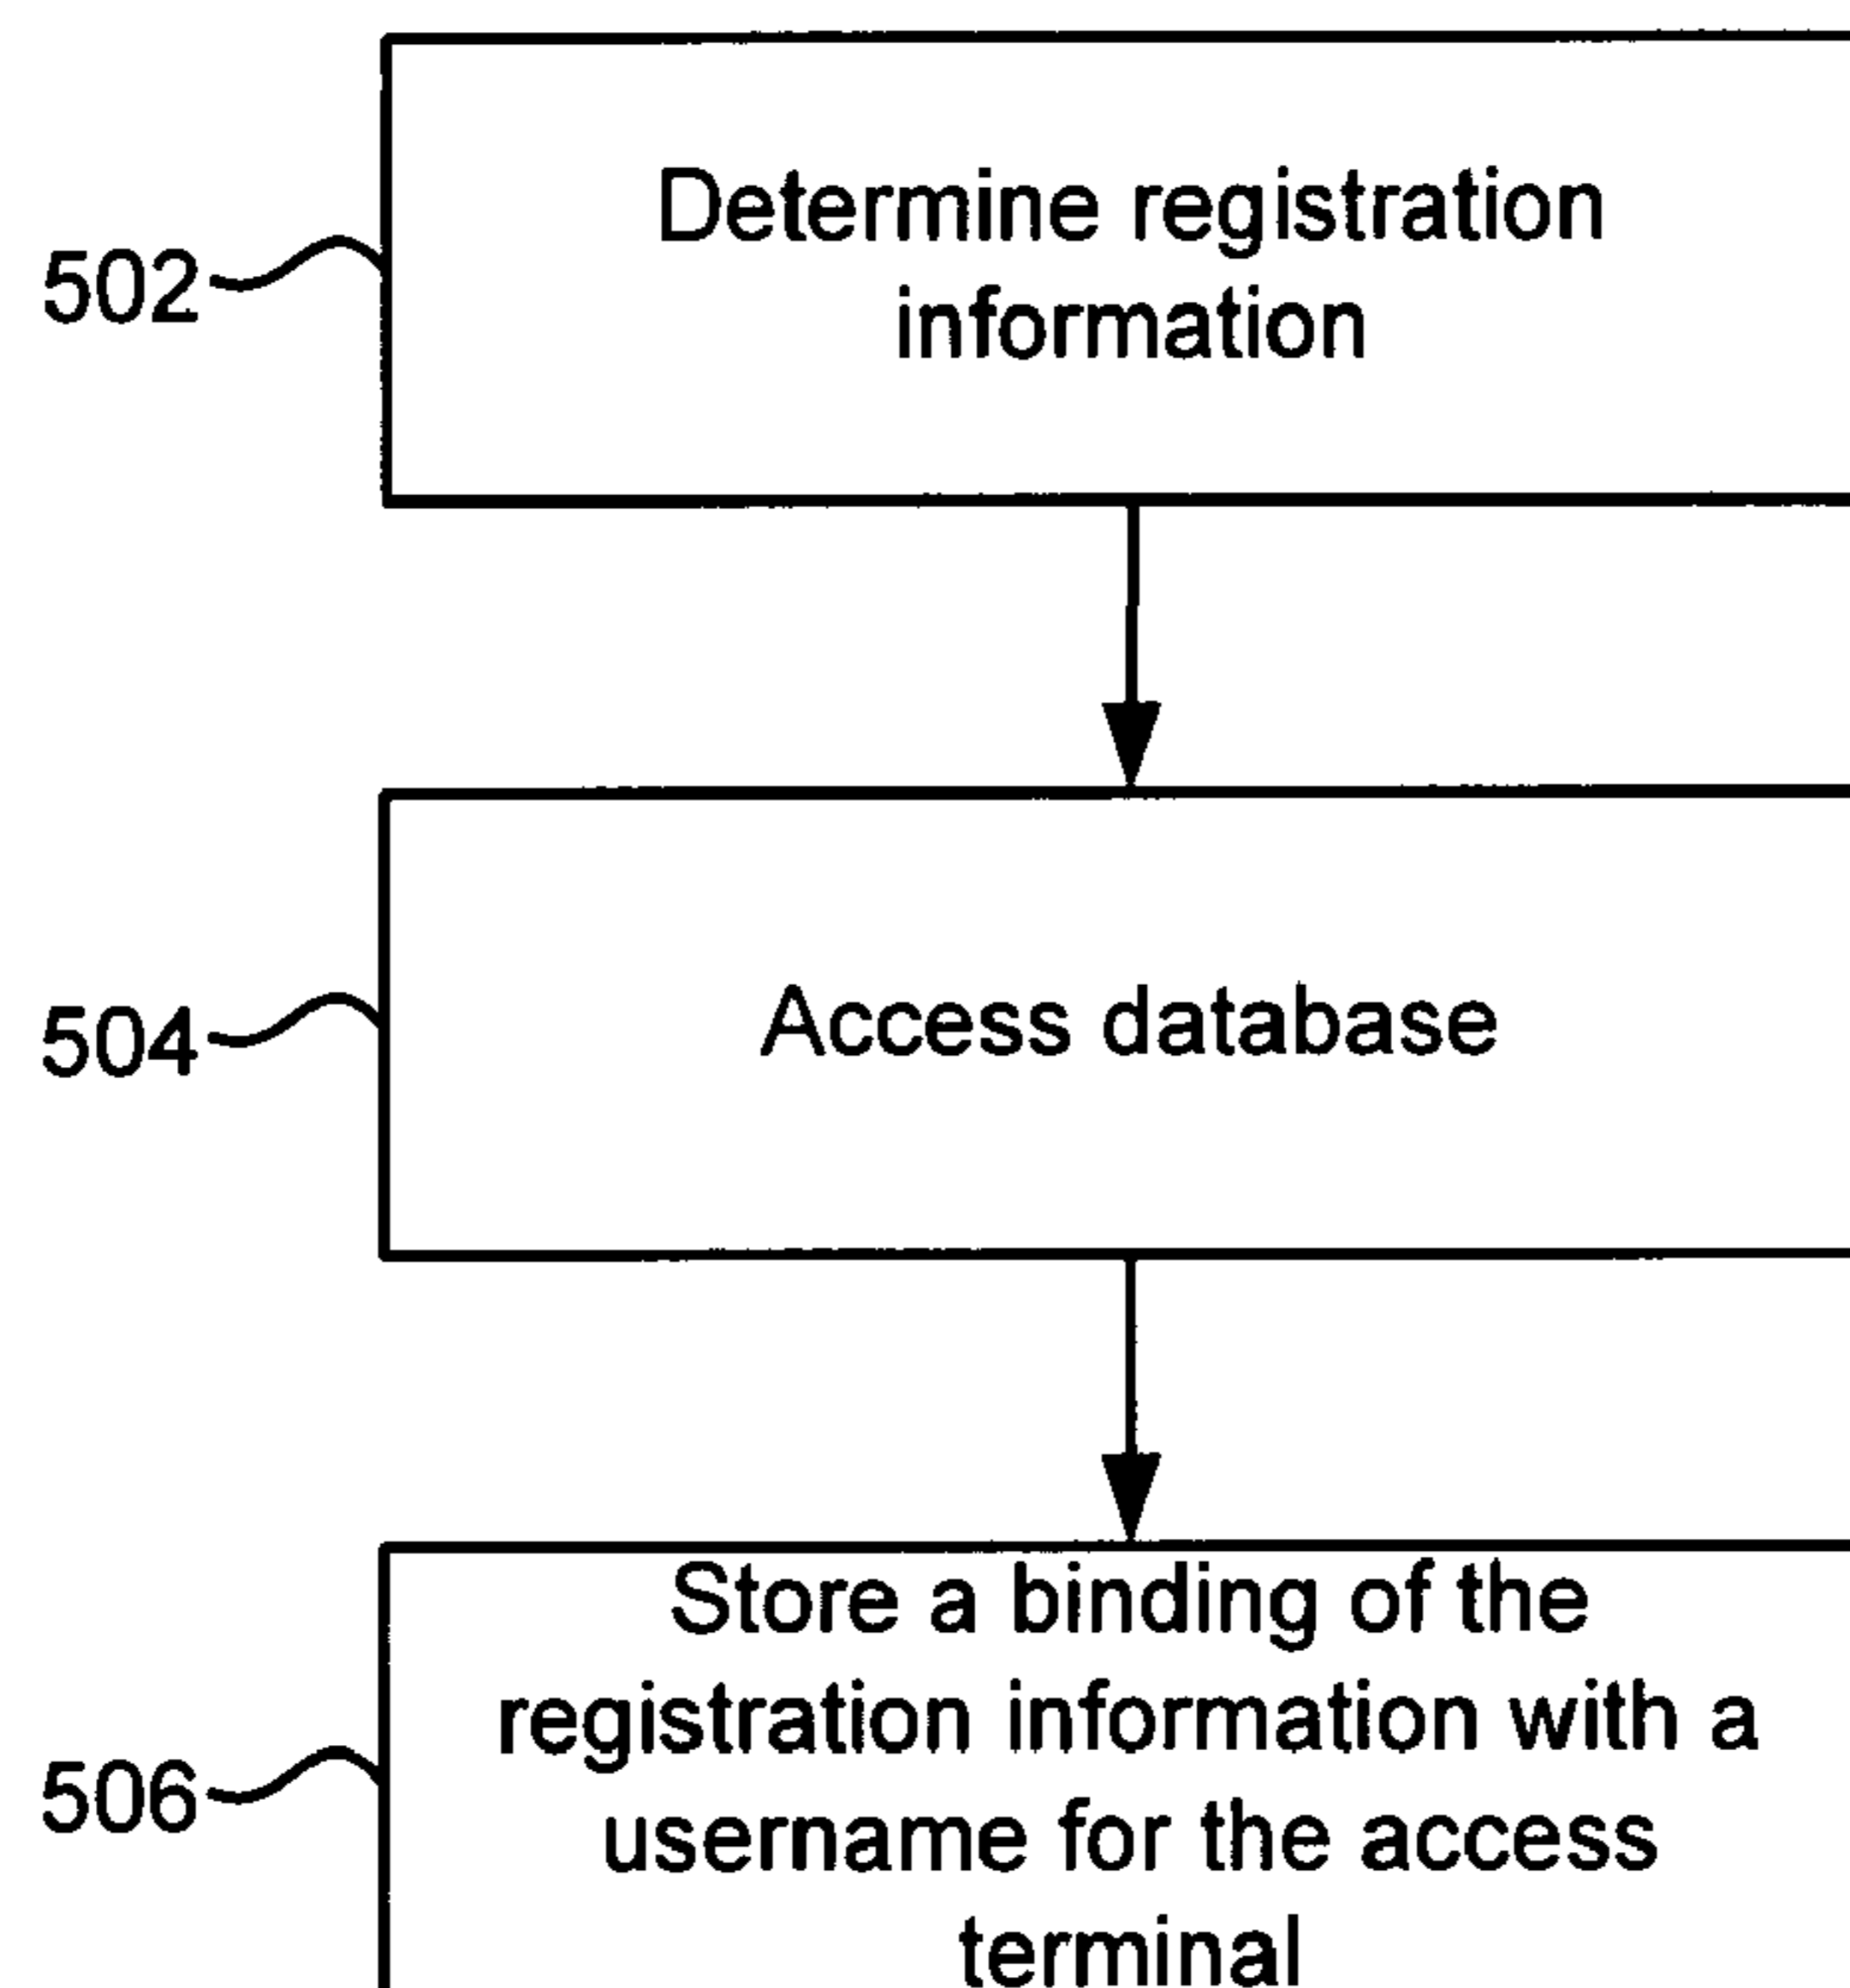 Determine registration
information
502
Access database
504
Store a binding of the
registration information with a
username for the access
terminal
506